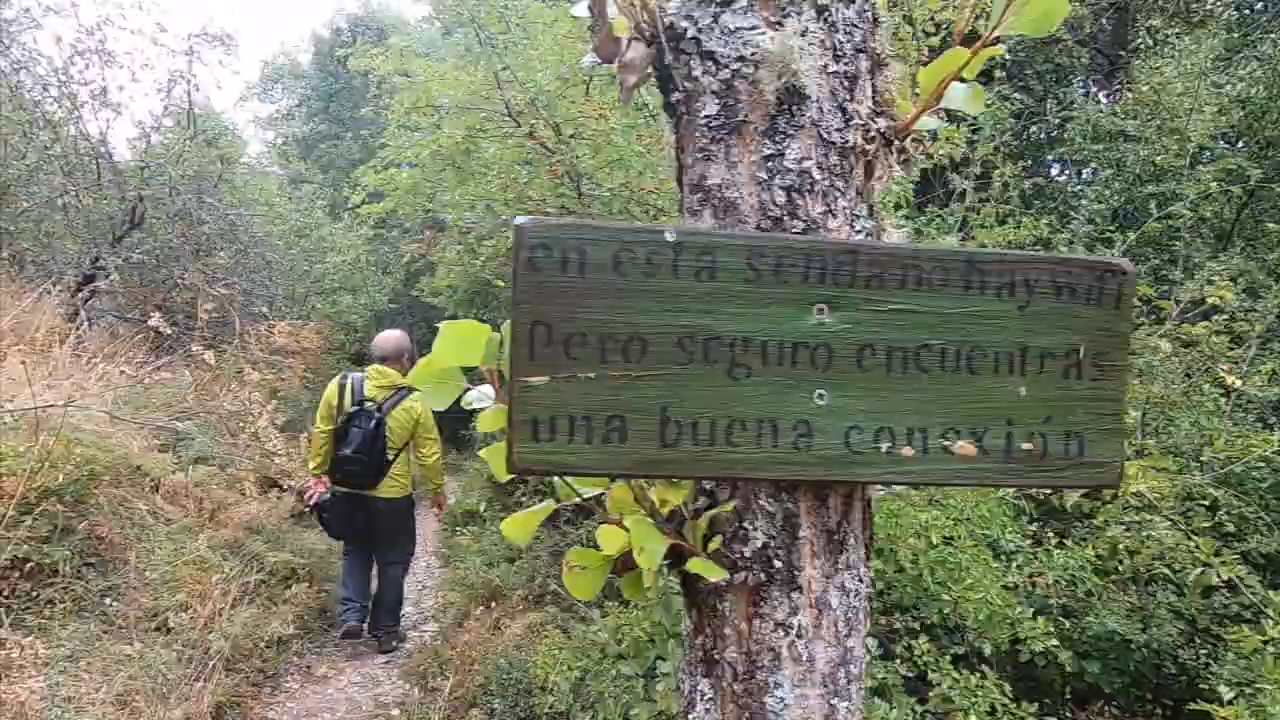 en esta senda no hay wifi
Pero seguro encuentras
una buena conexión